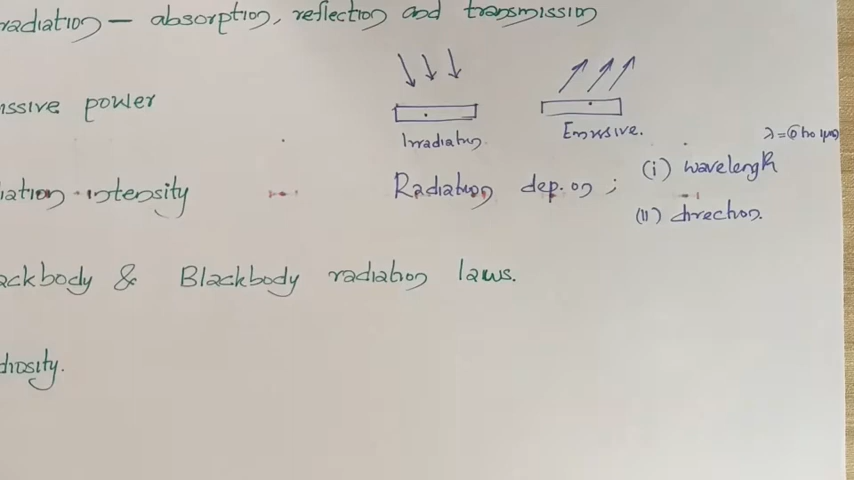 radiation — absorption, reflection and transmission
ssive power
Irradiation
Emissive.
λ=0 to 1μm
iation intensity
Radiation dep. on ; (i) wavelength
(ii) direction.
ackbody & Blackbody radiation laws.
diosity.